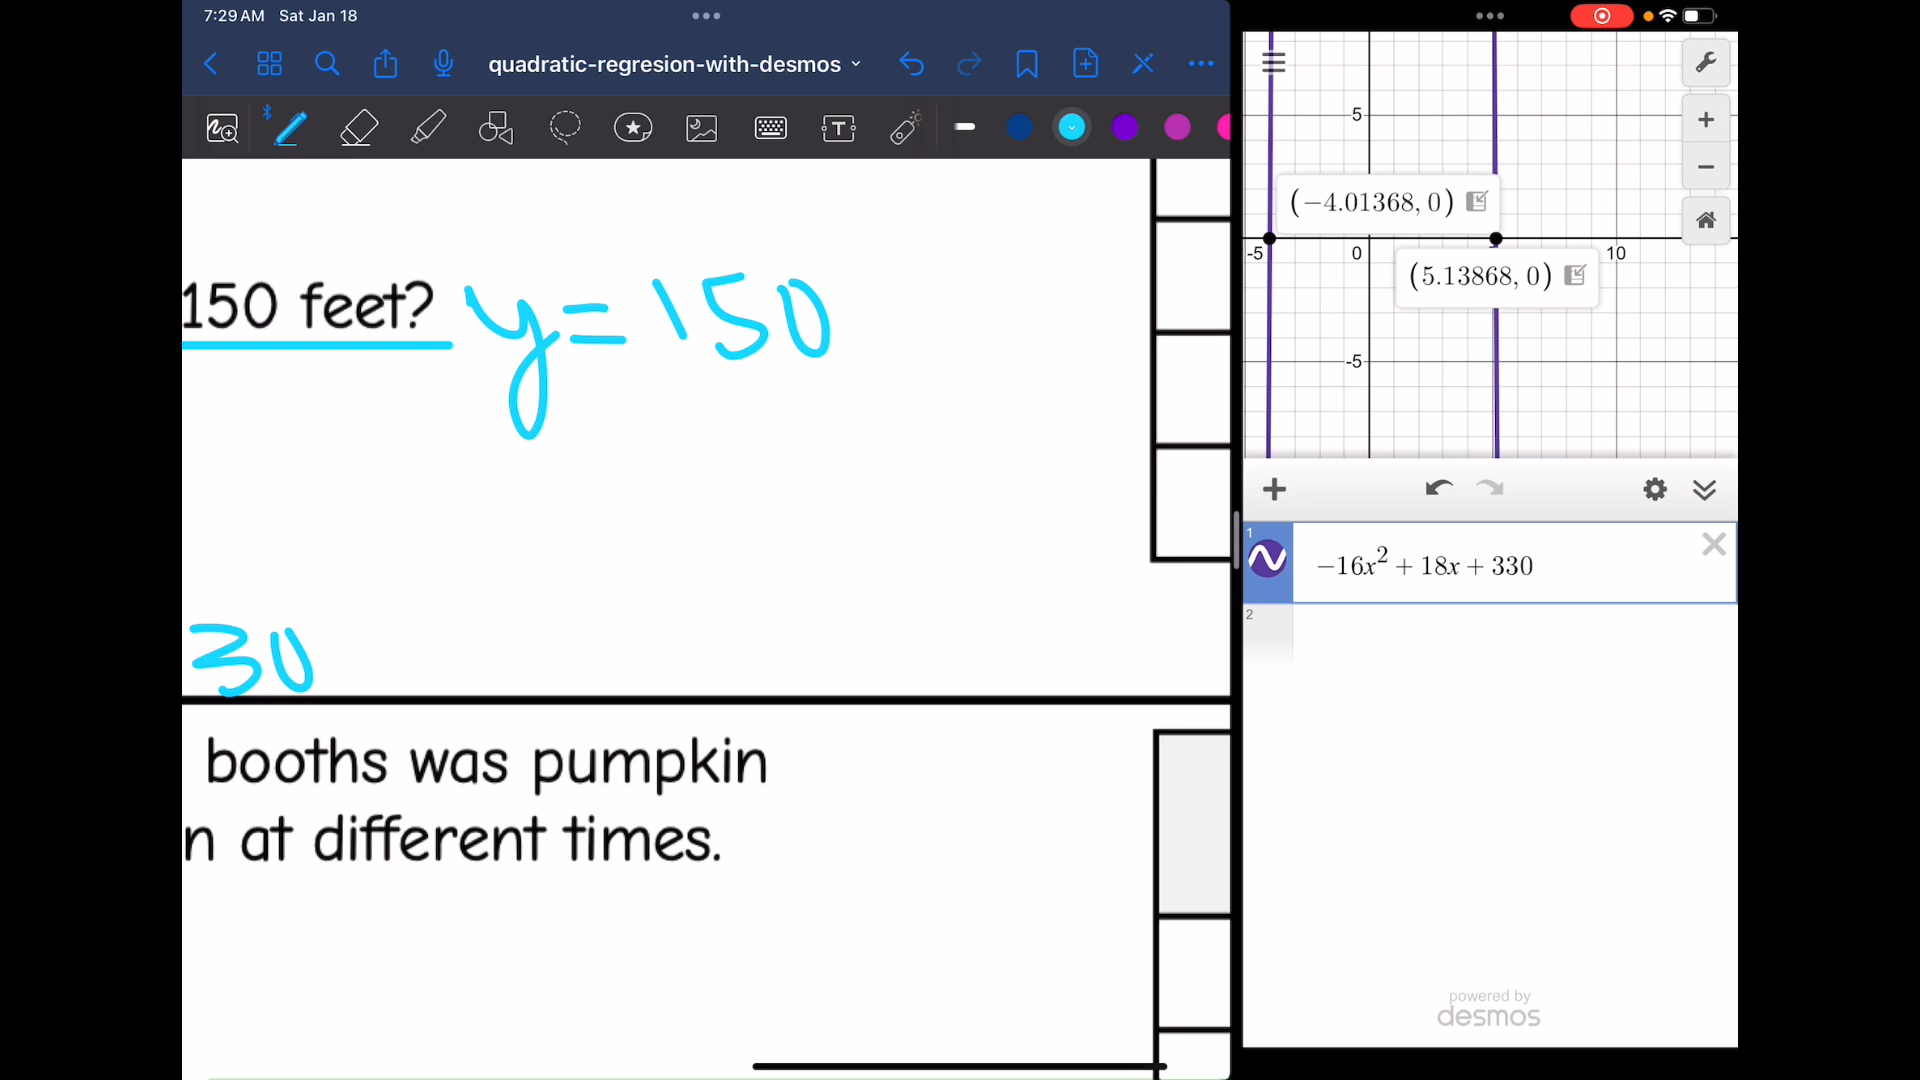 7:29 AM Sat Jan 18
quadratic-regresion-with-desmos
150 feet? y=150
30
booths was pumpkin
n at different times.
5
(−4.01368, 0)
-5 0 10
(5.13868, 0)
-5
1
−16x² + 18x + 330
2
powered by
desmos